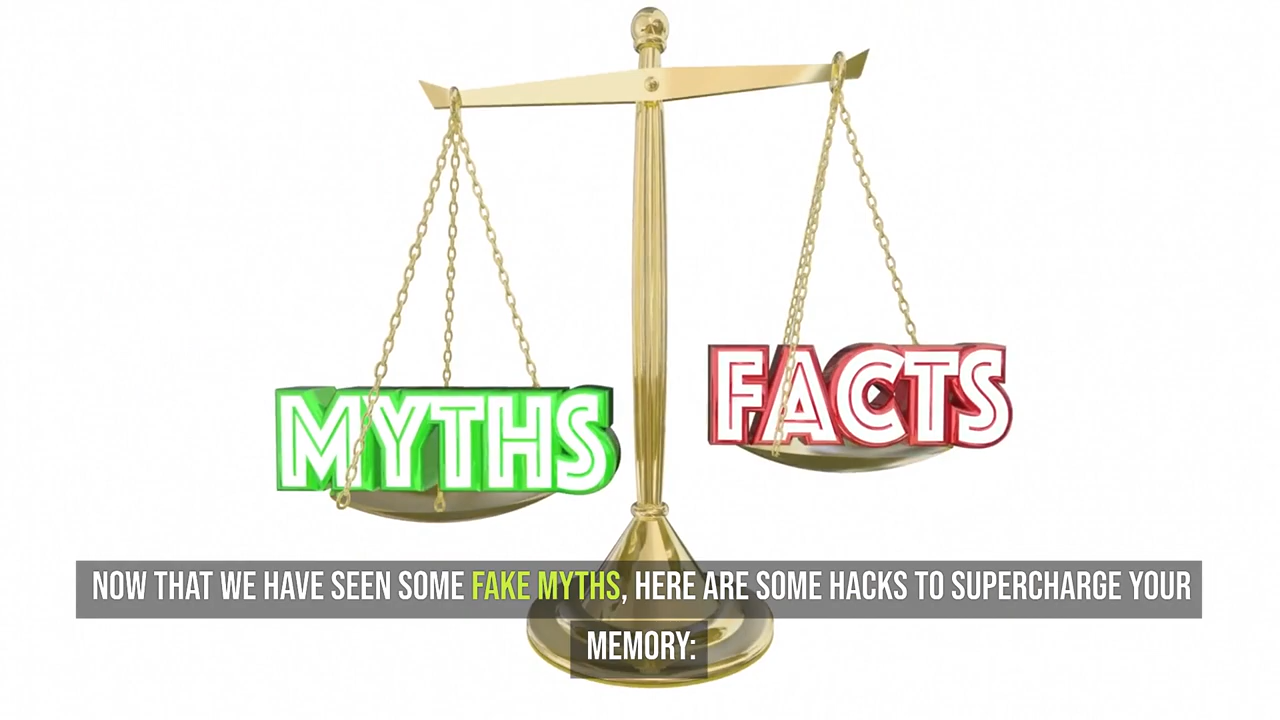 MYTHS
FACTS
NOW THAT WE HAVE SEEN SOME FAKE MYTHS, HERE ARE SOME HACKS TO SUPERCHARGE YOUR
MEMORY: